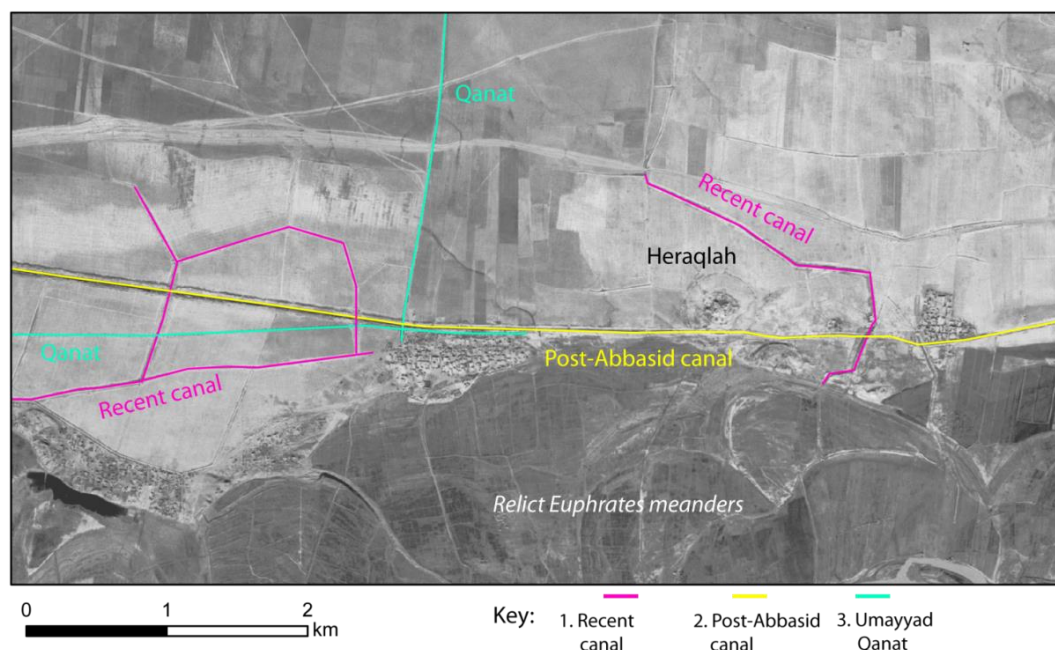 Qanat
Recent canal
Heraqlah
Qanat
Post-Abbasid canal
Recent canal
Relict Euphrates meanders
0 1 2
km
Key:
1. Recent
canal
2. Post-Abbasid
canal
3. Umayyad
Qanat